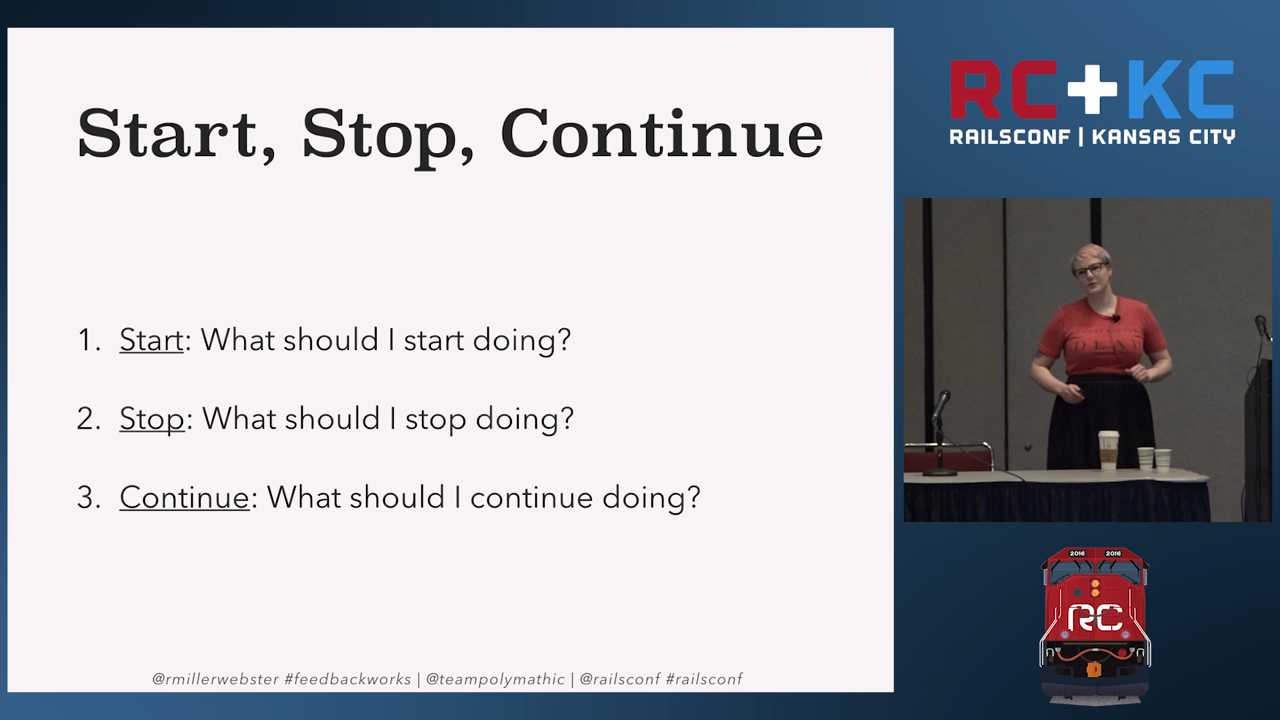 Start, Stop, Continue
1. Start: What should I start doing?
2. Stop: What should I stop doing?
3. Continue: What should I continue doing?
@rmillerwebster #feedbackworks | @teampolymathic | @railsconf #railsconf
RC+KC
RAILSCONF | KANSAS CITY
DEAD
2016 2016
RC